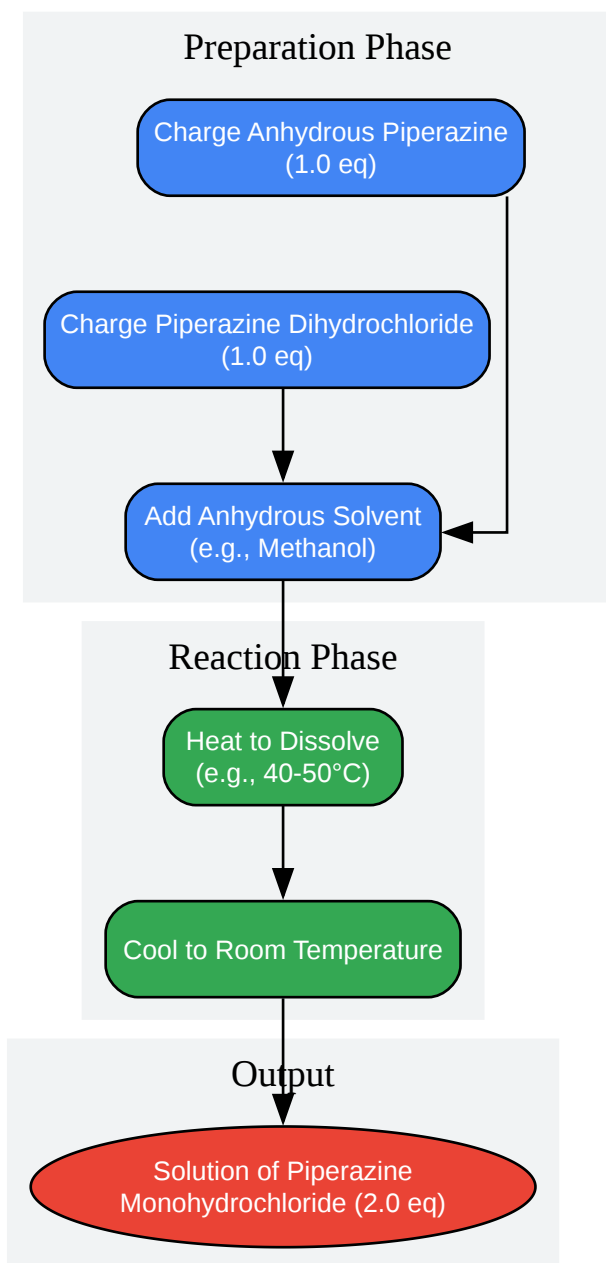 Preparation Phase
Charge Anhydrous Piperazine
(1.0 eq)
Charge Piperazine Dihydrochloride
(1.0 eq)
Add Anhydrous Solvent
(e.g., Methanol)
Reaction Phase
Heat to Dissolve
(e.g., 40-50°C)
Cool to Room Temperature
Output
Solution of Piperazine
Monohydrochloride (2.0 eq)